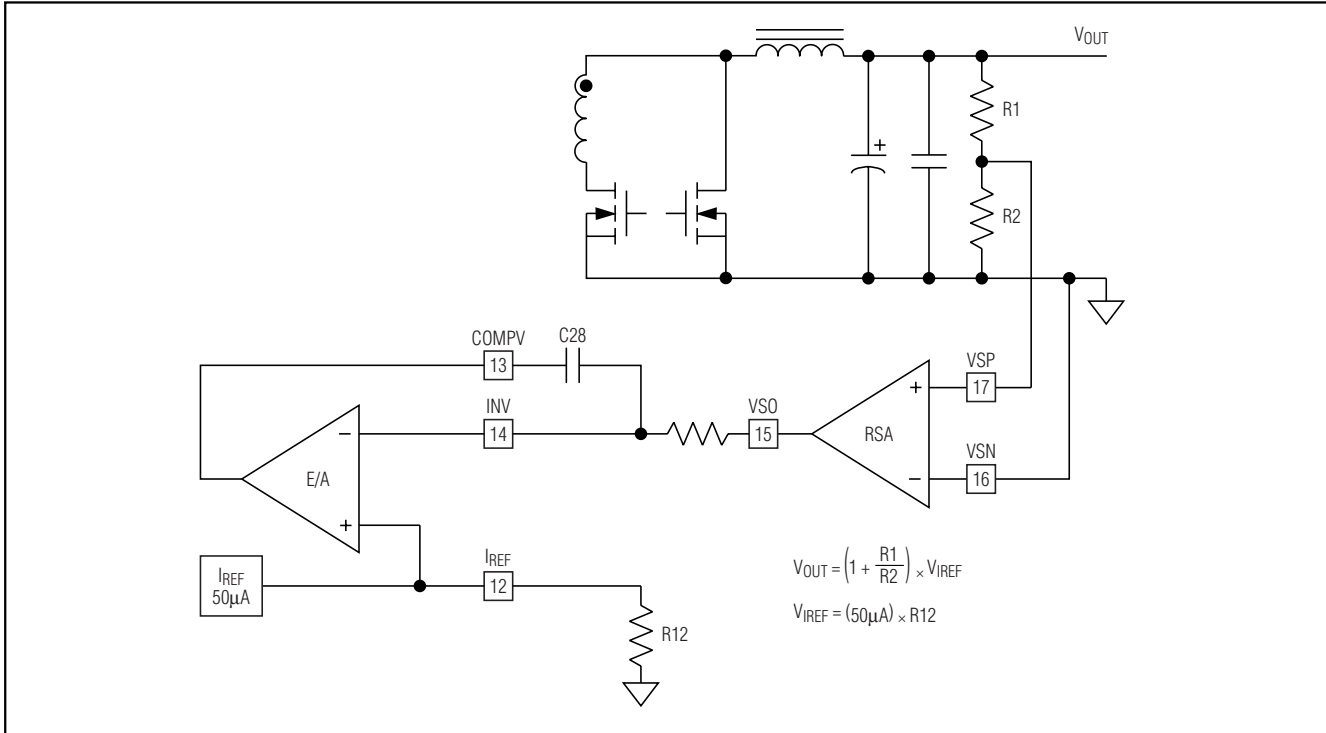 VOUT
R1
R2
+
COMPV
C28
13
VSP
+
17
INV
VSO
−
14
15
RSA
E/A
VSN
−
16
+
IREF
50µA
IREF
12
R12
VOUT = (1 + R1/R2) × VIREF
VIREF = (50µA) × R12